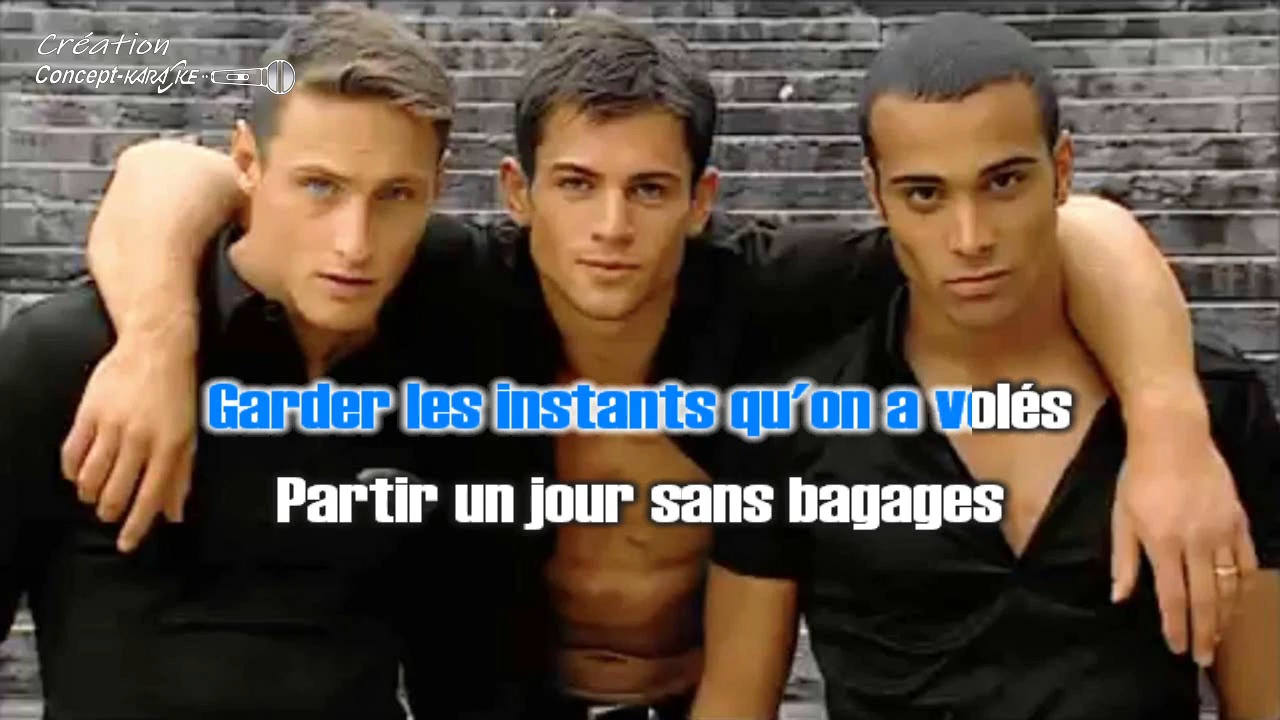 Création
Concept-KARAOKE
Garder les instants qu'on a volés
Partir un jour sans bagages